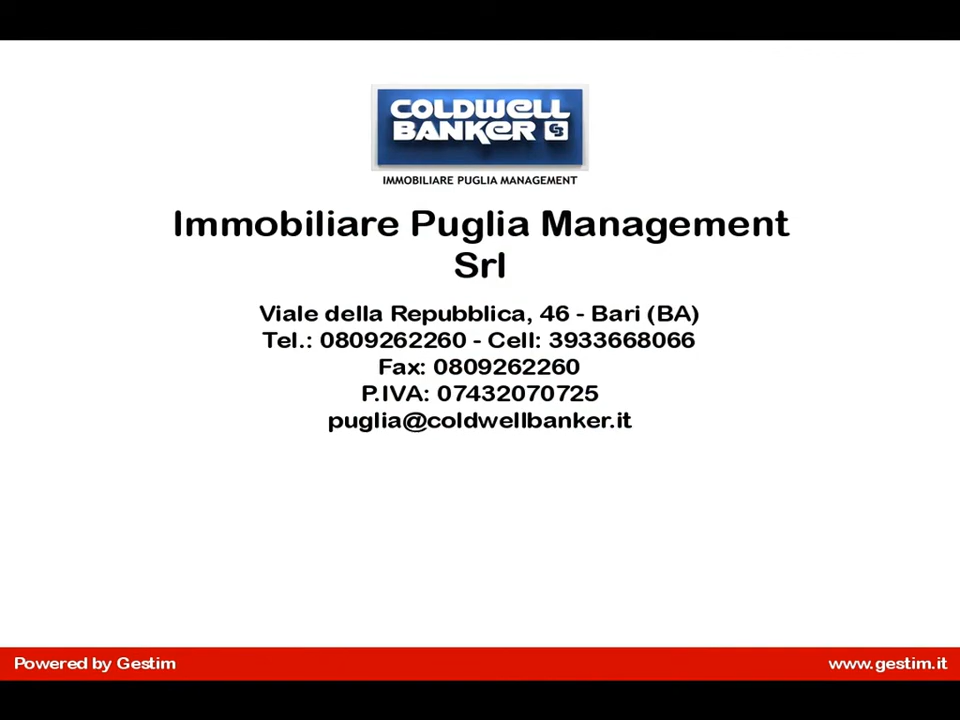 COLDWELL
BANKER CB
IMMOBILIARE PUGLIA MANAGEMENT
Immobiliare Puglia Management
Srl
Viale della Repubblica, 46 - Bari (BA)
Tel.: 0809262260 - Cell: 3933668066
Fax: 0809262260
P.IVA: 07432070725
puglia@coldwellbanker.it
Powered by Gestim
www.gestim.it